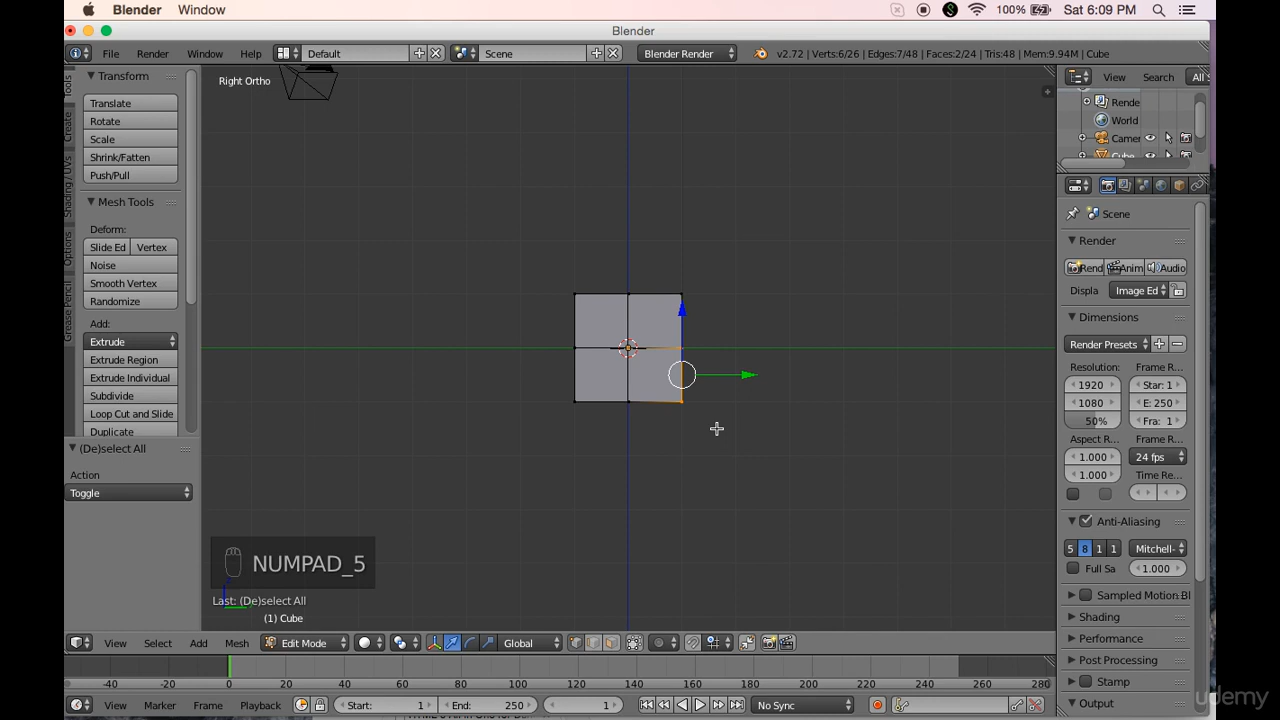 Blender Window 100% Sat 6:09 PM
Blender
File Render Window Help Default Scene Blender Render v2.72 | Verts:6/26 | Edges:7/48 | Faces:2/24 | Tris:48 | Mem:9.94M | Cube
Tools
Create
Shading / UVs
Options
Grease Pencil
Transform
Translate
Rotate
Scale
Shrink/Fatten
Push/Pull
Mesh Tools
Deform:
Slide Ed Vertex
Noise
Smooth Vertex
Randomize
Add:
Extrude
Extrude Region
Extrude Individual
Subdivide
Loop Cut and Slide
Duplicate
(De)select All
Action
Toggle
Right Ortho
NUMPAD_5
Last: (De)select All
(1) Cube
View Search All
Rende
World
Camer
Cube
Scene
Render
Rend Anim Audio
Displa Image Ed
Dimensions
Render Presets
Resolution: Frame R...
1920 Star: 1
1080 E: 250
50% Fra: 1
Aspect R... Frame R...
1.000 24 fps
1.000 Time Re...
Anti-Aliasing
5 8 1 1 Mitchell-
Full Sa 1.000
Sampled Motion Bl
Shading
Performance
Post Processing
Stamp
Output
View Select Add Mesh Edit Mode Global
-40 -20 0 20 40 60 80 100 120 140 160 180 200 220 240 260 280
View Marker Frame Playback Start: 1 End: 250 1 No Sync
udemy